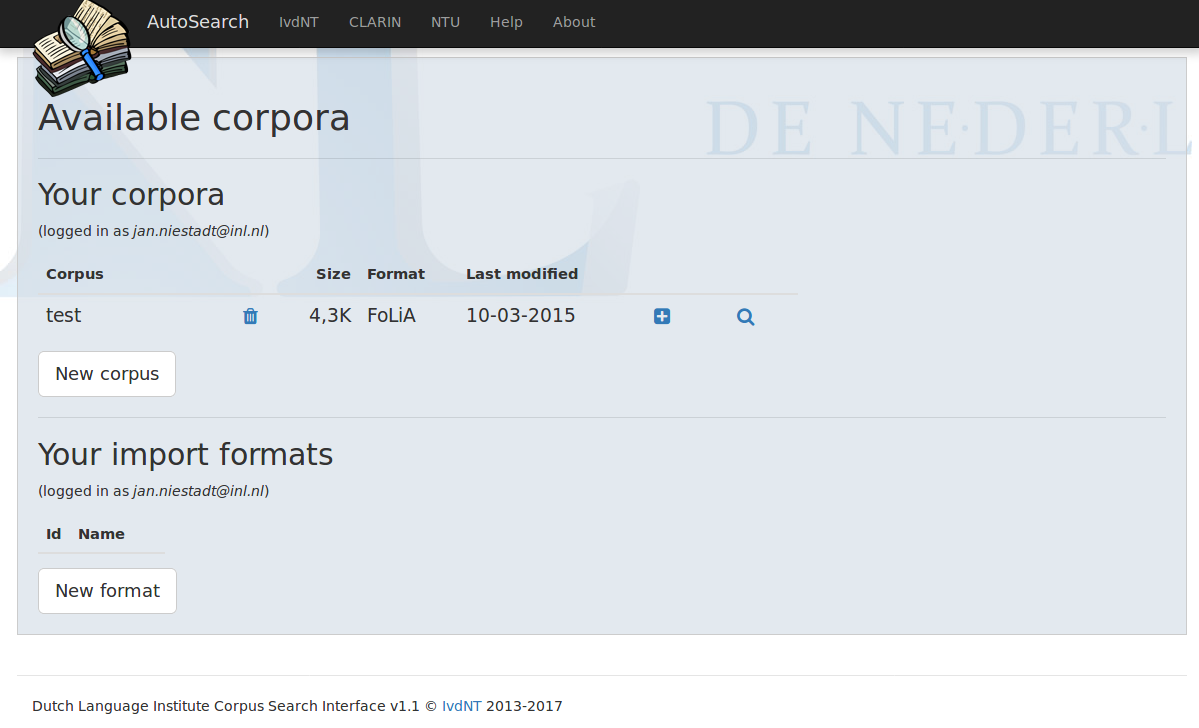 AutoSearch IvdNT CLARIN NTU Help About
DE NE·DER·L
Available corpora
Your corpora
(logged in as jan.niestadt@inl.nl)
Corpus Size Format Last modified
test 4,3K FoLiA 10-03-2015
New corpus
Your import formats
(logged in as jan.niestadt@inl.nl)
Id Name
New format
Dutch Language Institute Corpus Search Interface v1.1 © IvdNT 2013-2017